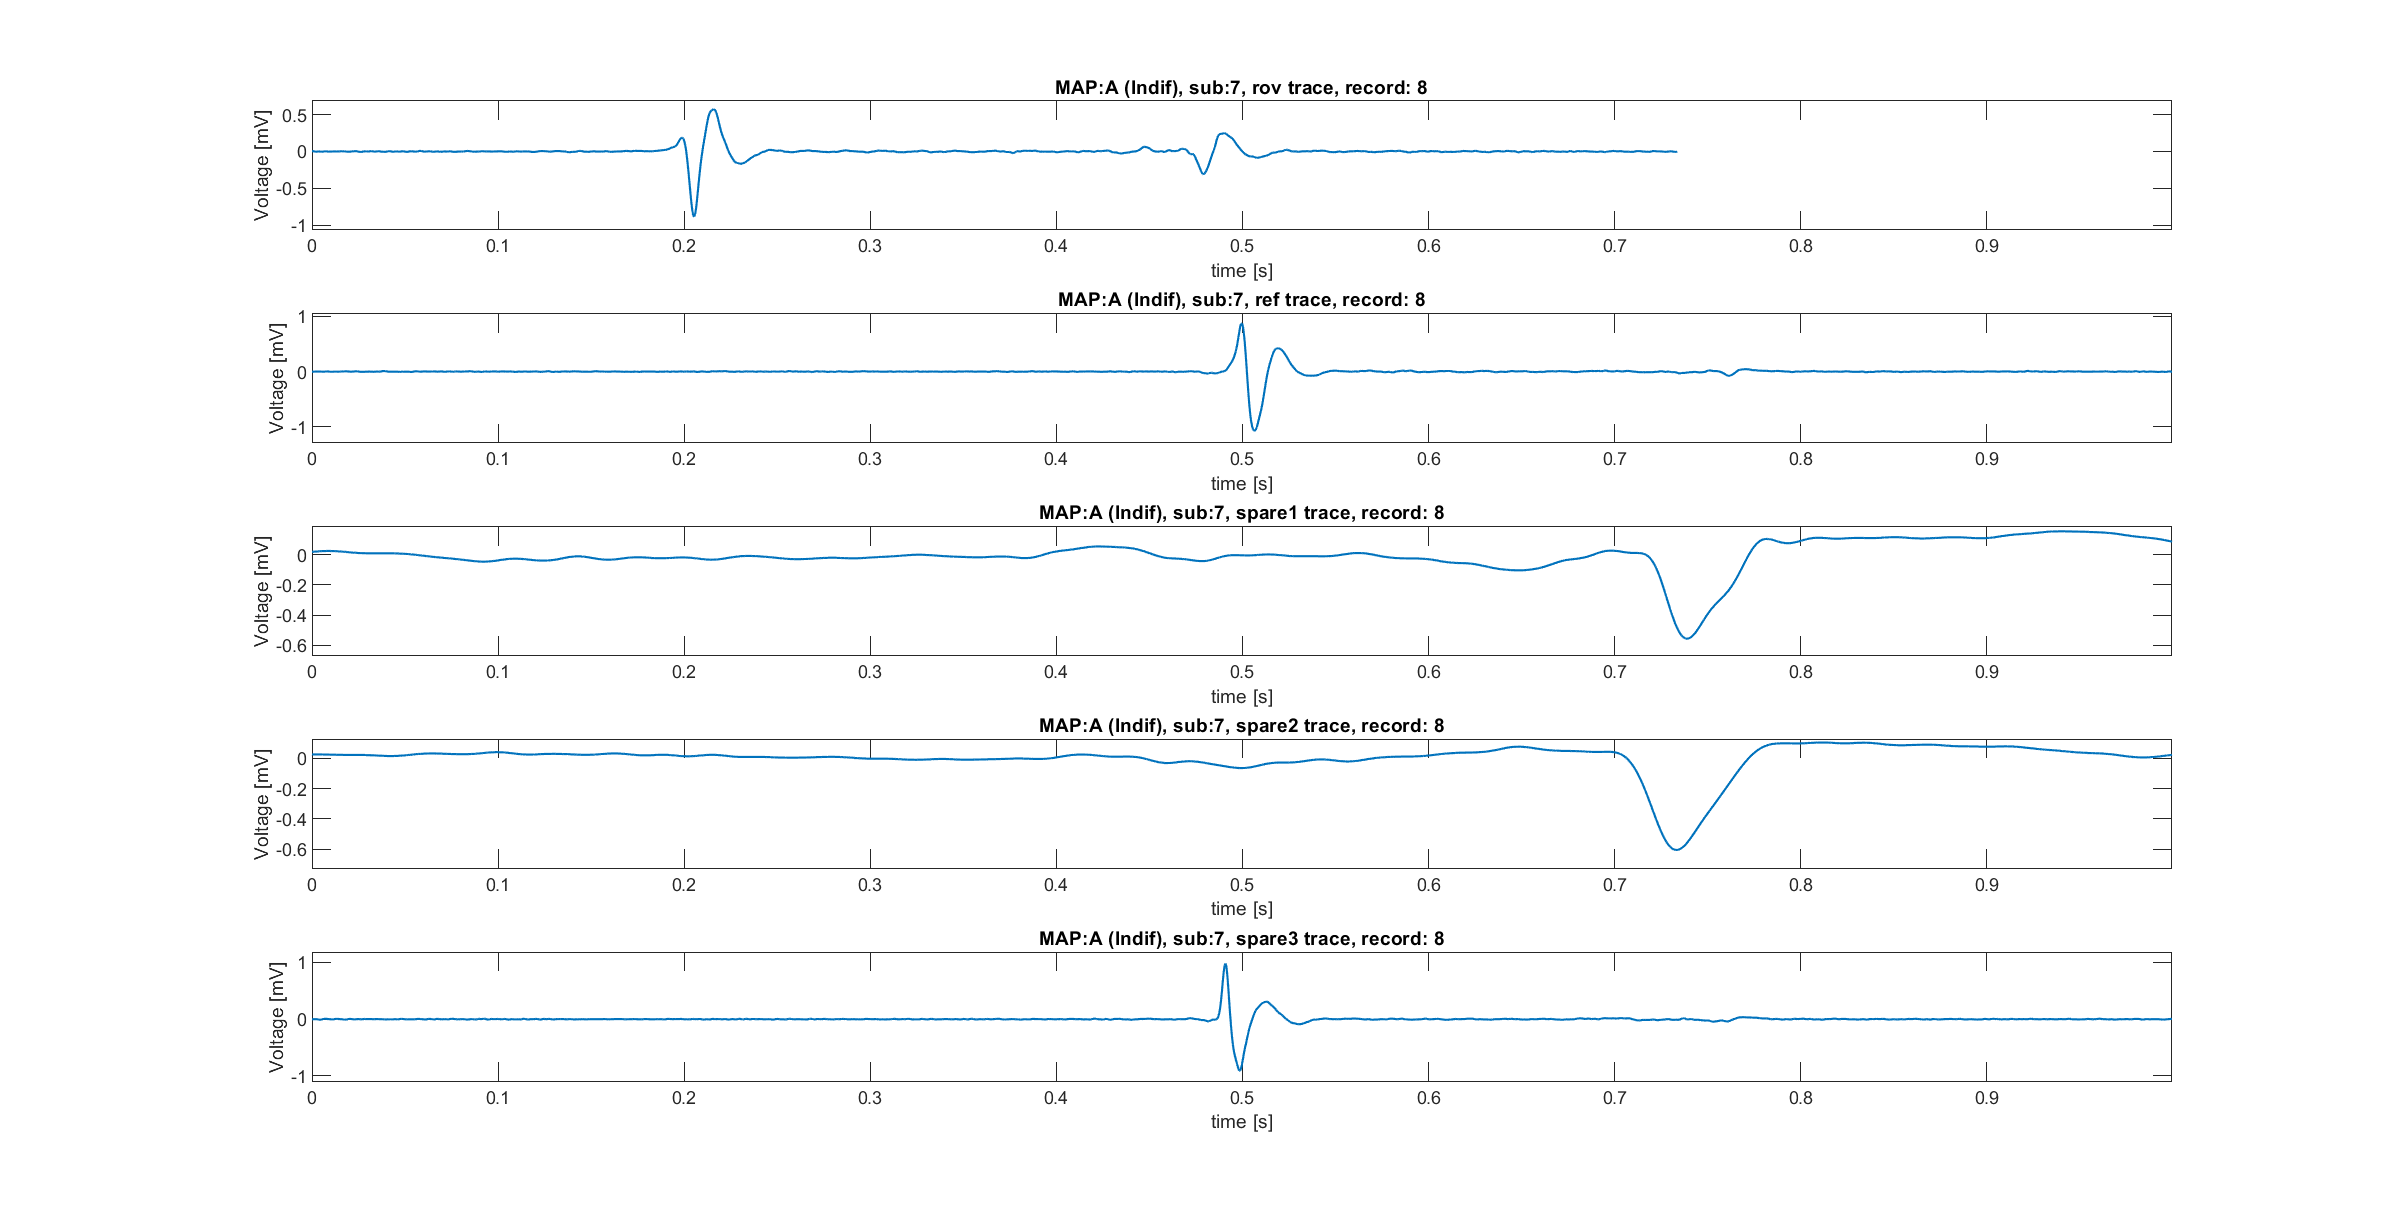 MAP:A (Indif), sub:7, rov trace, record: 8
Voltage [mV]
0.5
0
-0.5
-1
0 0.1 0.2 0.3 0.4 0.5 0.6 0.7 0.8 0.9
time [s]
MAP:A (Indif), sub:7, ref trace, record: 8
Voltage [mV]
1
0
-1
0 0.1 0.2 0.3 0.4 0.5 0.6 0.7 0.8 0.9
time [s]
MAP:A (Indif), sub:7, spare1 trace, record: 8
Voltage [mV]
0
-0.2
-0.4
-0.6
0 0.1 0.2 0.3 0.4 0.5 0.6 0.7 0.8 0.9
time [s]
MAP:A (Indif), sub:7, spare2 trace, record: 8
Voltage [mV]
0
-0.2
-0.4
-0.6
0 0.1 0.2 0.3 0.4 0.5 0.6 0.7 0.8 0.9
time [s]
MAP:A (Indif), sub:7, spare3 trace, record: 8
Voltage [mV]
1
0
-1
0 0.1 0.2 0.3 0.4 0.5 0.6 0.7 0.8 0.9
time [s]